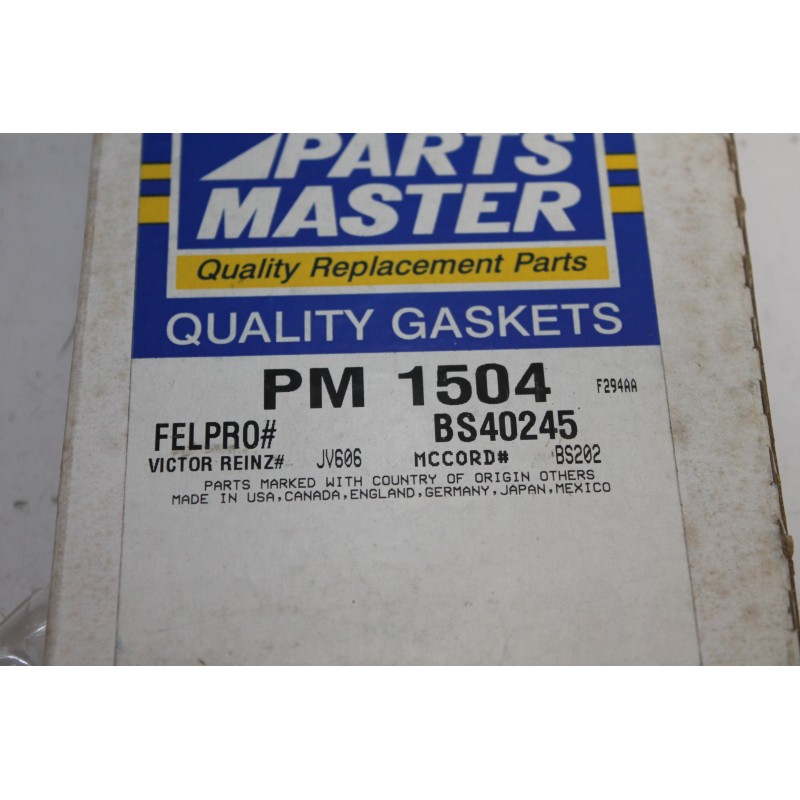 PARTS
MASTER
Quality Replacement Parts
QUALITY GASKETS
PM 1504 F294AA
FELPRO# BS40245
VICTOR REINZ# JV606 MCCORD# BS202
PARTS MARKED WITH COUNTRY OF ORIGIN OTHERS
MADE IN USA,CANADA,ENGLAND,GERMANY,JAPAN,MEXICO